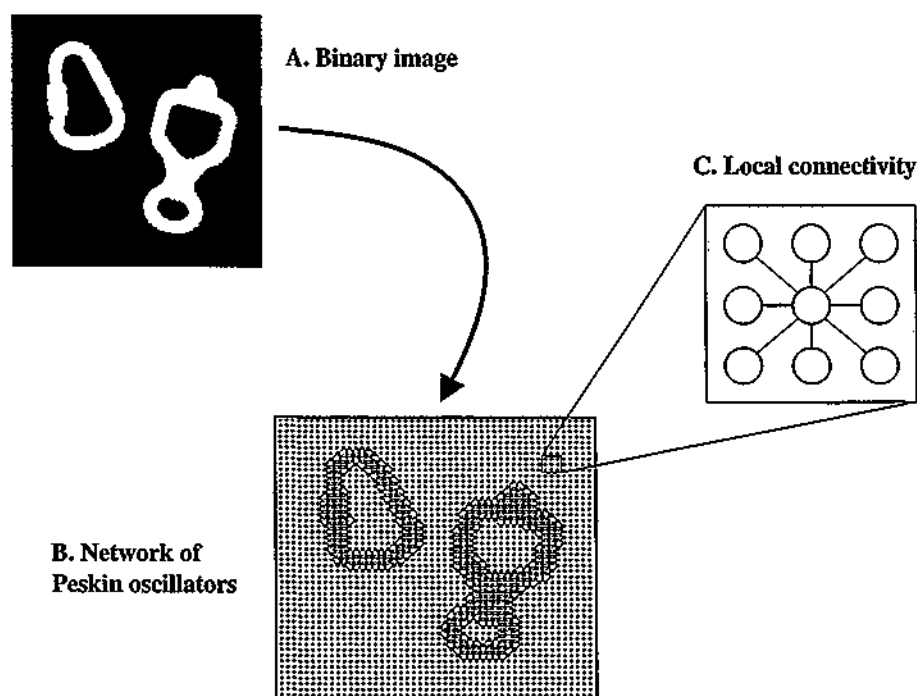 A. Binary image
C. Local connectivity
B. Network of
Peskin oscillators